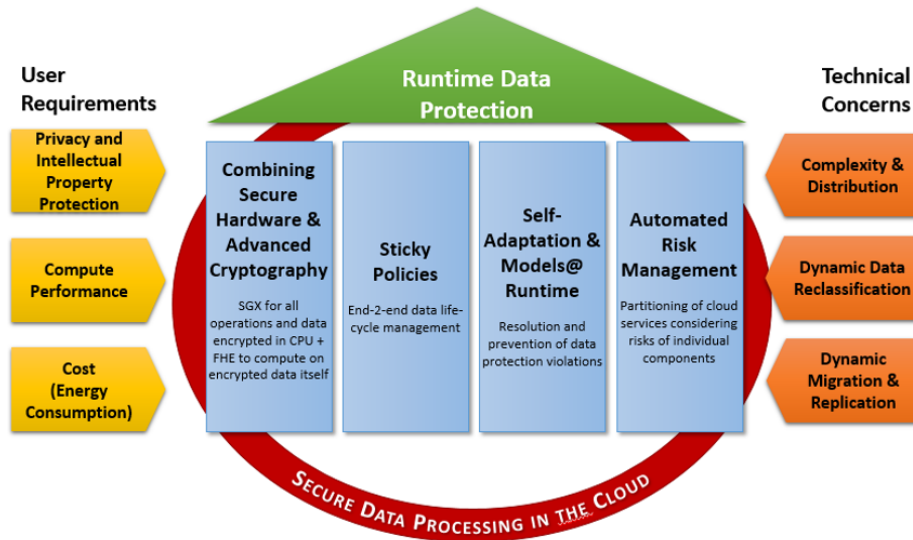 User
Requirements
Privacy and
Intellectual
Property
Protection
Compute
Performance
Cost
(Energy
Consumption)
Runtime Data
Protection
Combining
Secure
Hardware &
Advanced
Cryptography
SGX for all
operations and data
encrypted in CPU +
FHE to compute on
encrypted data itself
Sticky
Policies
End-2-end data life-
cycle management
Self-
Adaptation &
Models@
Runtime
Resolution and
prevention of data
protection violations
Automated
Risk
Management
Partitioning of cloud
services considering
risks of individual
components
Technical
Concerns
Complexity &
Distribution
Dynamic Data
Reclassification
Dynamic
Migration &
Replication
SECURE DATA PROCESSING IN THE CLOUD